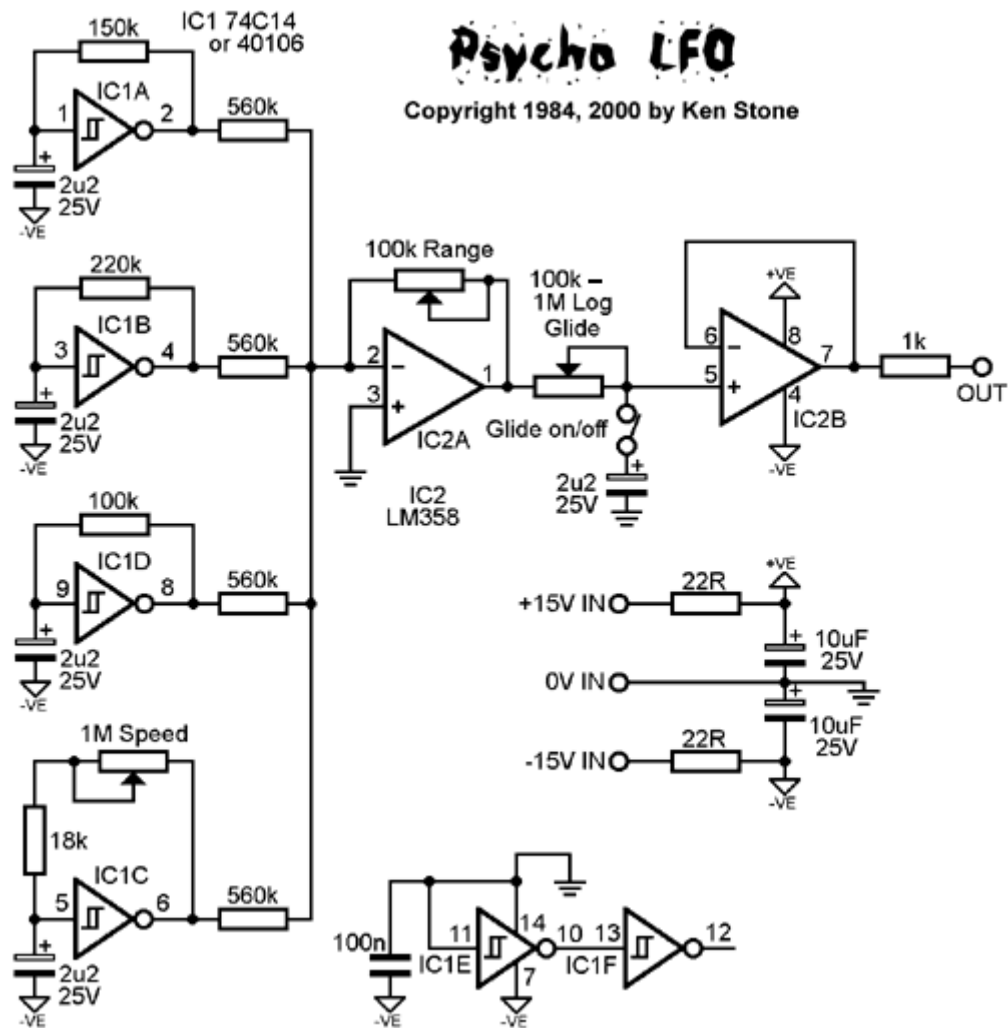 Psycho LFO
Copyright 1984, 2000 by Ken Stone
IC1 74C14
or 40106
150k
IC1A
1
2
560k
+
2u2
25V
-VE
220k
IC1B
3
4
560k
+
2u2
25V
-VE
100k
IC1D
9
8
560k
+
2u2
25V
-VE
1M Speed
18k
IC1C
5
6
560k
+
2u2
25V
-VE
100k Range
2
−
3
+
1
IC2A
IC2
LM358
100k –
1M Log
Glide
Glide on/off
+
2u2
25V
+VE
6
−
5
+
8
7
4
IC2B
-VE
1k
OUT
+15V IN
22R
+VE
+
10uF
25V
0V IN
+
10uF
25V
-15V IN
22R
-VE
100n
-VE
11
IC1E
14
7
-VE
10
13
IC1F
12